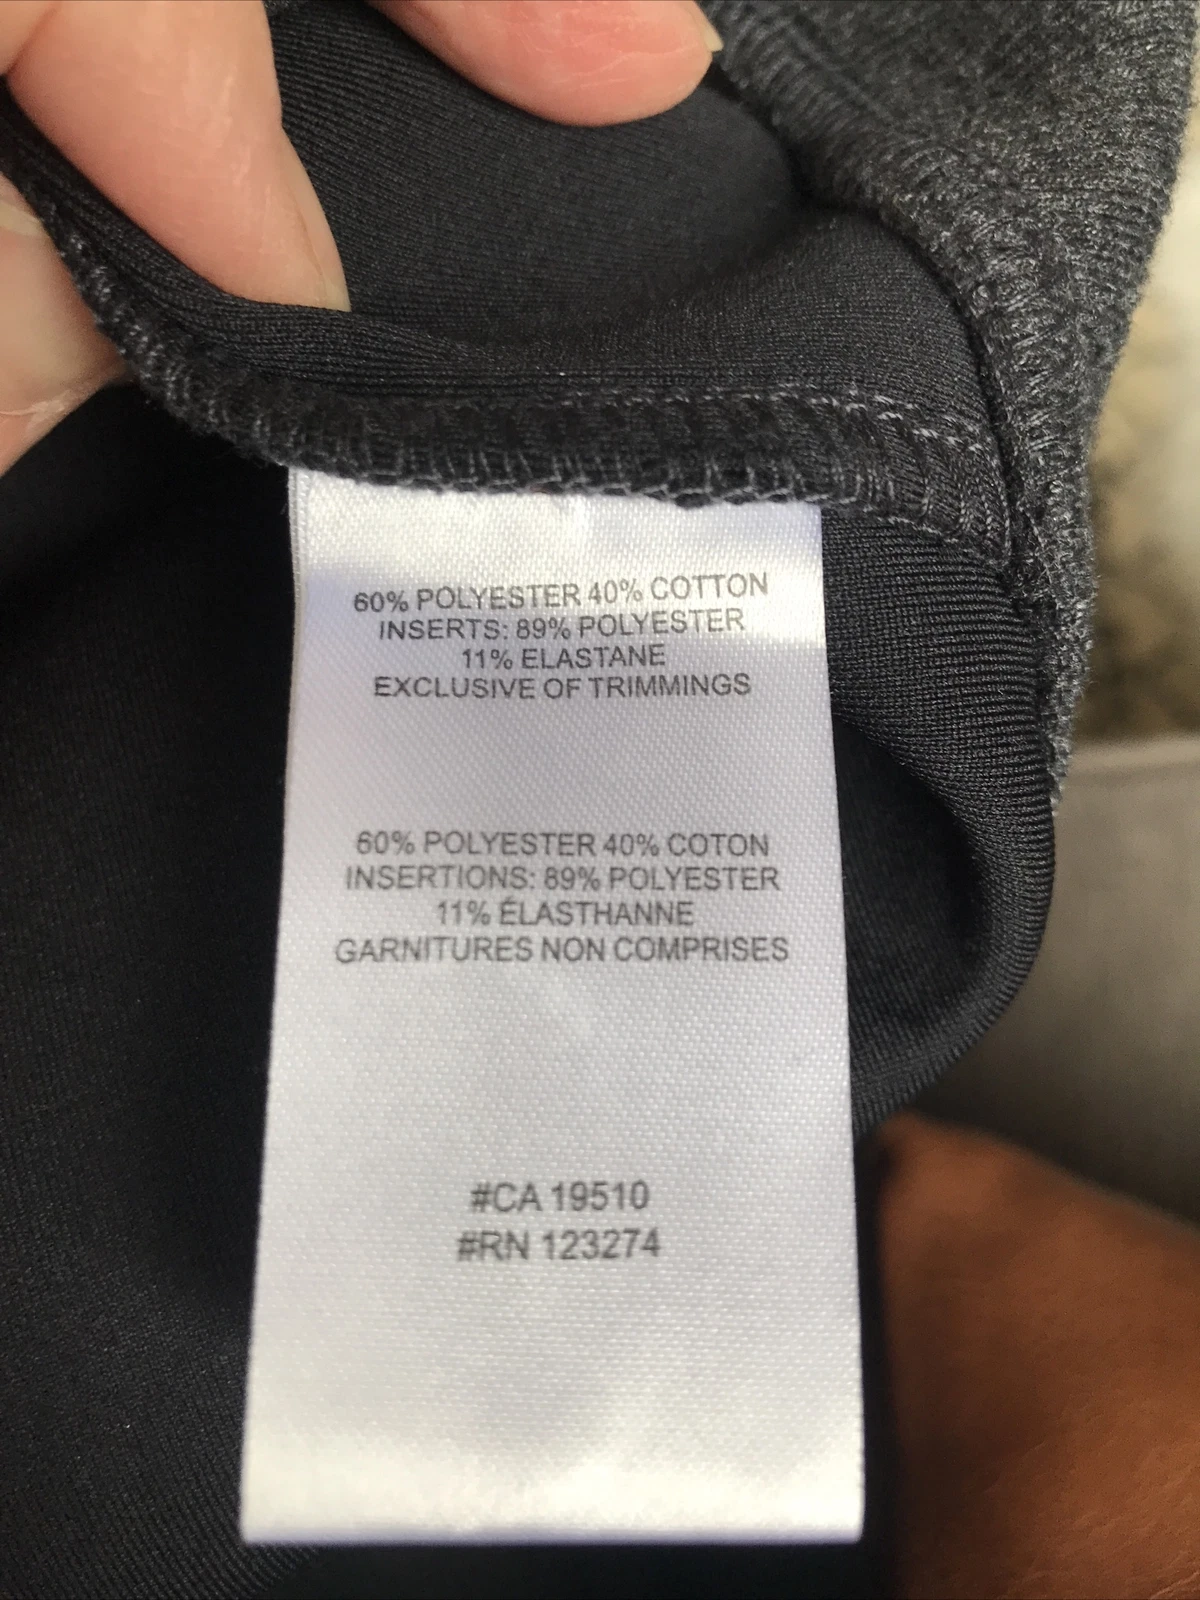 60% POLYESTER 40% COTTON
INSERTS: 89% POLYESTER
11% ELASTANE
EXCLUSIVE OF TRIMMINGS
60% POLYESTER 40% COTON
INSERTIONS: 89% POLYESTER
11% ÉLASTHANNE
GARNITURES NON COMPRISES
#CA 19510
#RN 123274